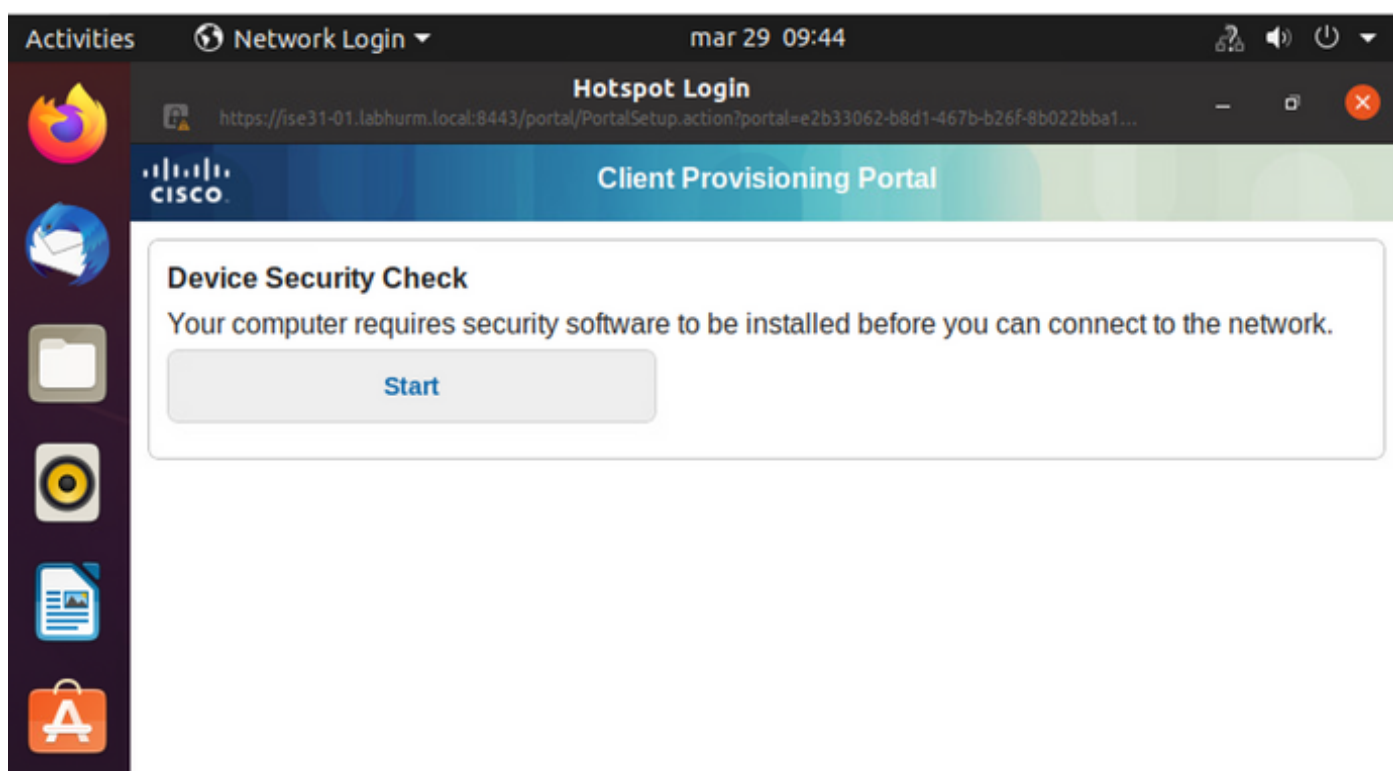 Activities Network Login mar 29 09:44
Hotspot Login
https://ise31-01.labhurm.local:8443/portal/PortalSetup.action?portal=e2b33062-b8d1-467b-b26f-8b022bba1...
CISCO Client Provisioning Portal
Device Security Check
Your computer requires security software to be installed before you can connect to the network.
Start